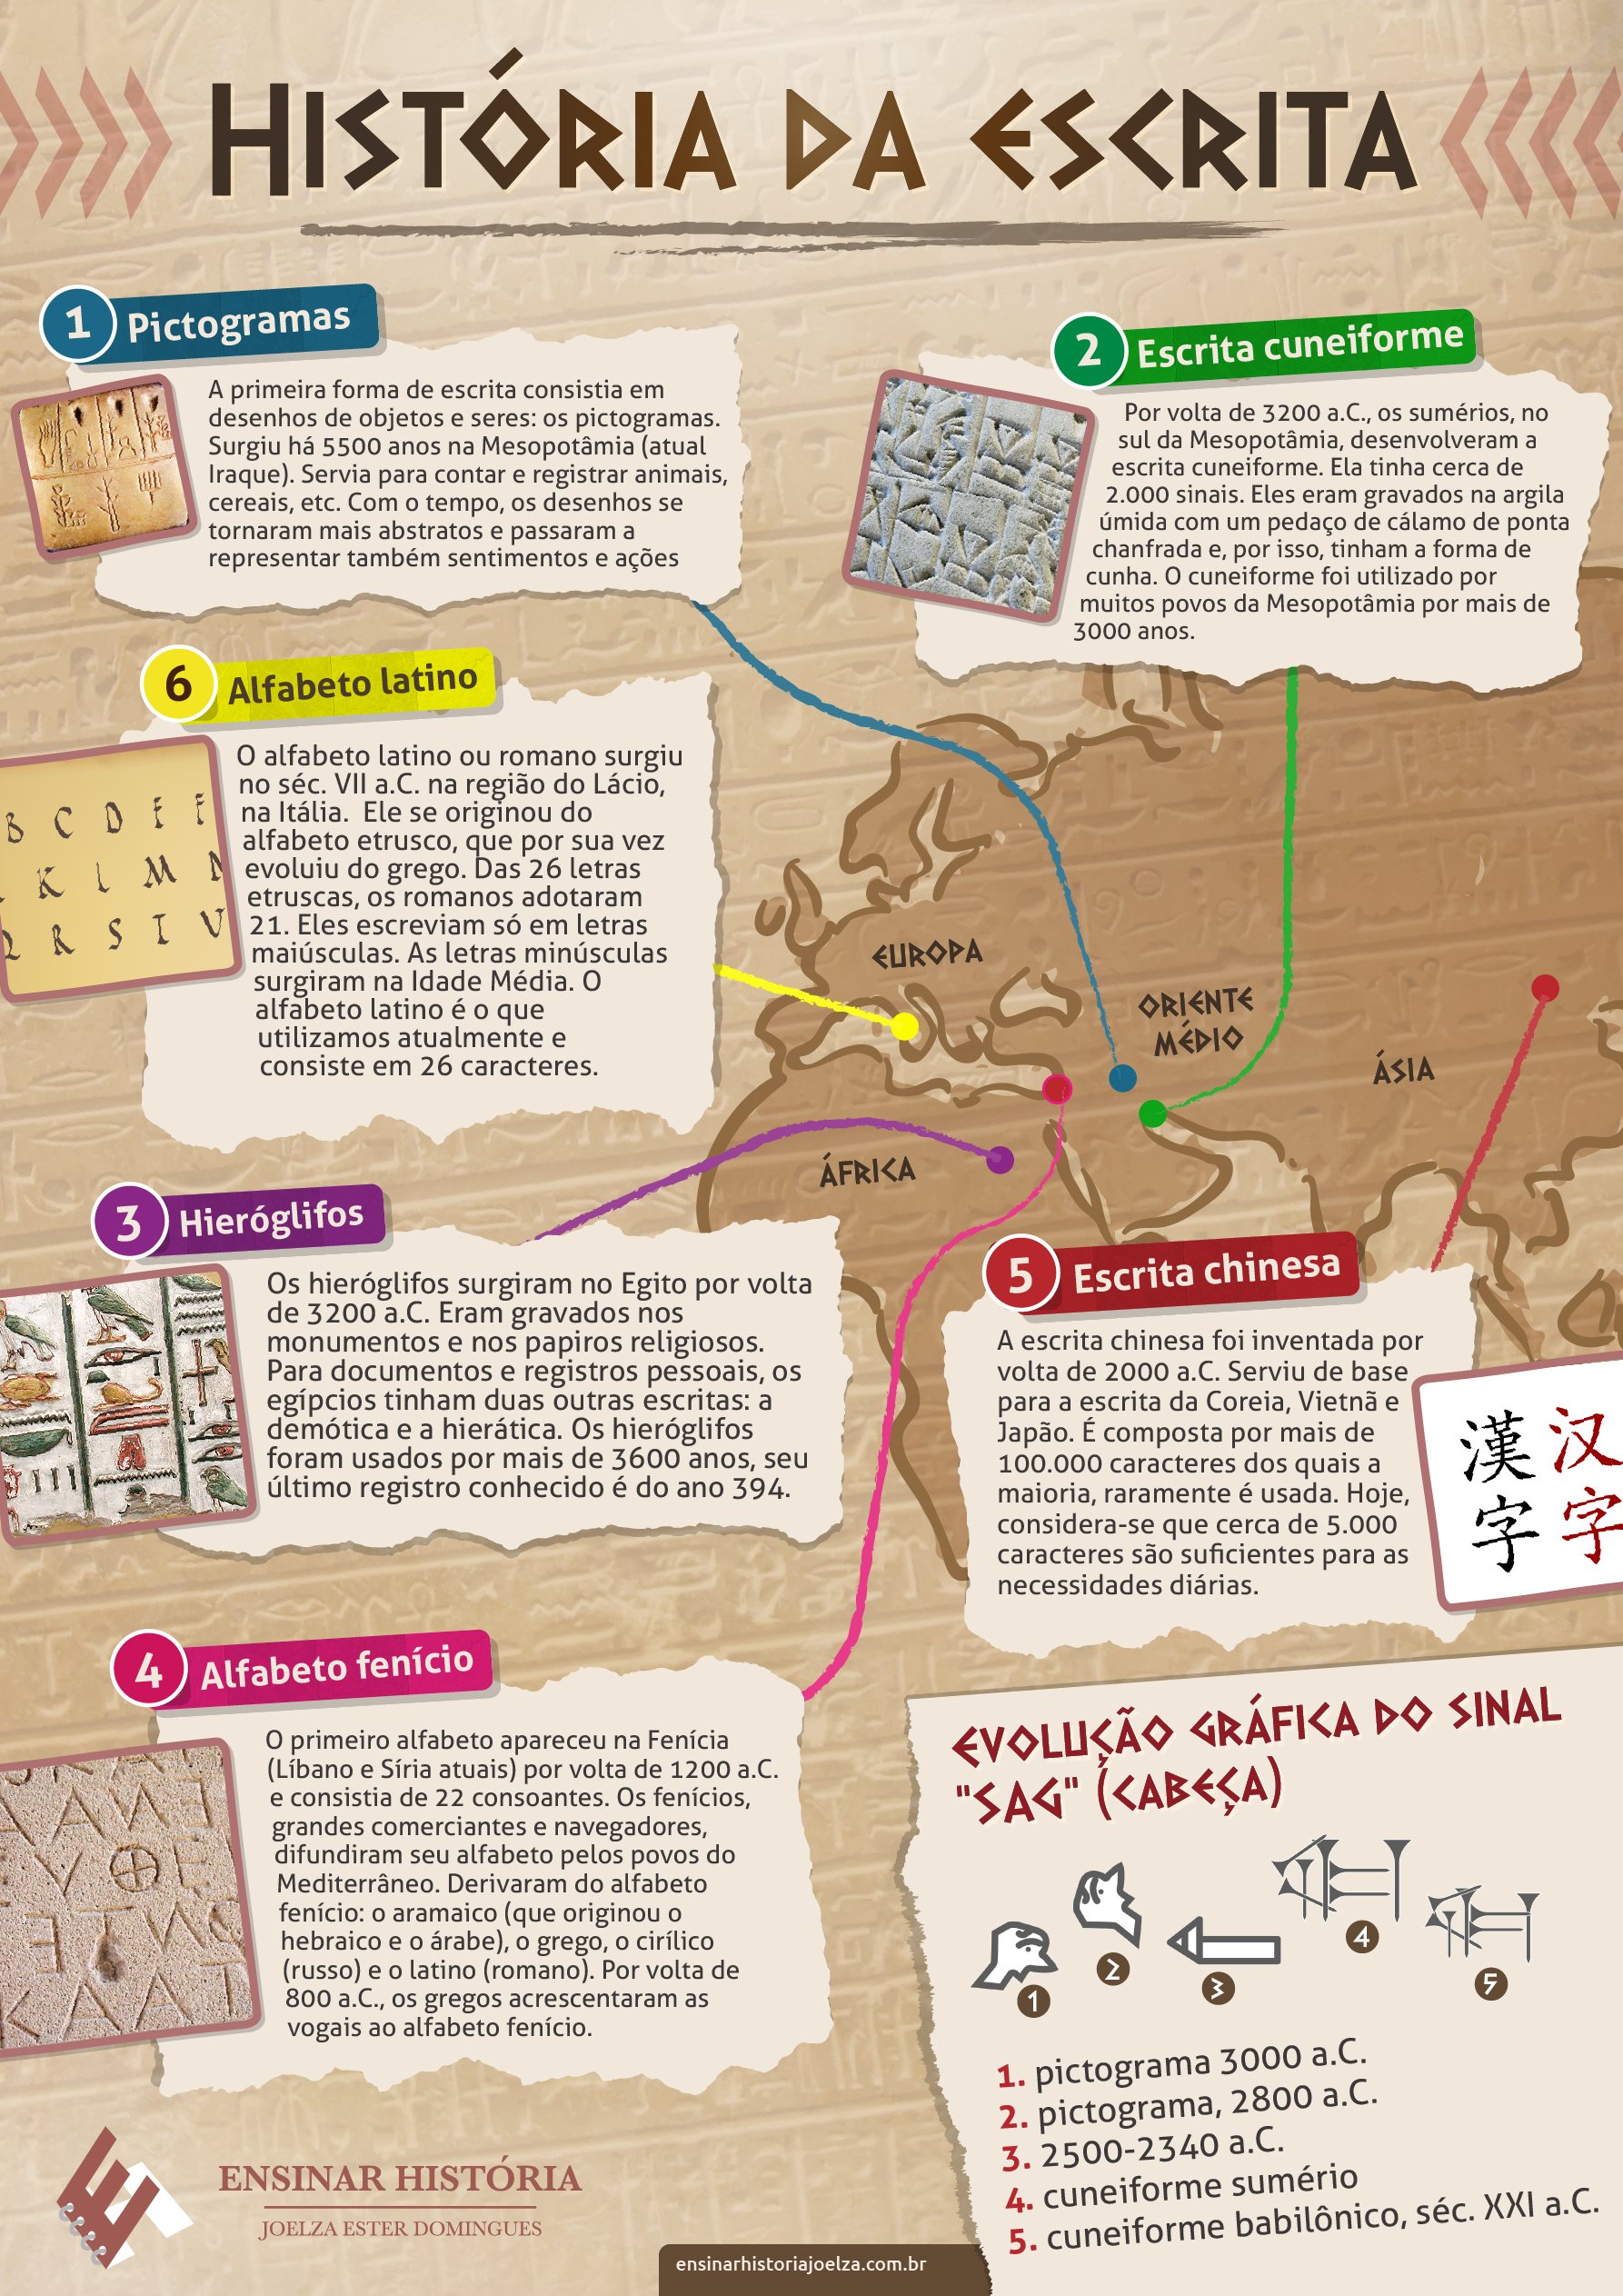 HISTÓRIA DA ESCRITA
1 Pictogramas
A primeira forma de escrita consistia em
desenhos de objetos e seres: os pictogramas.
Surgiu há 5500 anos na Mesopotâmia (atual
Iraque). Servia para contar e registrar animais,
cereais, etc. Com o tempo, os desenhos se
tornaram mais abstratos e passaram a
representar também sentimentos e ações
2 Escrita cuneiforme
Por volta de 3200 a.C., os sumérios, no
sul da Mesopotâmia, desenvolveram a
escrita cuneiforme. Ela tinha cerca de
2.000 sinais. Eles eram gravados na argila
úmida com um pedaço de cálamo de ponta
chanfrada e, por isso, tinham a forma de
cunha. O cuneiforme foi utilizado por
muitos povos da Mesopotâmia por mais de
3000 anos.
6 Alfabeto latino
O alfabeto latino ou romano surgiu
no séc. VII a.C. na região do Lácio,
na Itália. Ele se originou do
alfabeto etrusco, que por sua vez
evoluiu do grego. Das 26 letras
etruscas, os romanos adotaram
21. Eles escreviam só em letras
maiúsculas. As letras minúsculas
surgiram na Idade Média. O
alfabeto latino é o que
utilizamos atualmente e
consiste em 26 caracteres.
B C D E F
K L M N
Q R S T V
EUROPA
ORIENTE
MÉDIO
ÁSIA
ÁFRICA
3 Hieróglifos
Os hieróglifos surgiram no Egito por volta
de 3200 a.C. Eram gravados nos
monumentos e nos papiros religiosos.
Para documentos e registros pessoais, os
egípcios tinham duas outras escritas: a
demótica e a hierática. Os hieróglifos
foram usados por mais de 3600 anos, seu
último registro conhecido é do ano 394.
5 Escrita chinesa
A escrita chinesa foi inventada por
volta de 2000 a.C. Serviu de base
para a escrita da Coreia, Vietnã e
Japão. É composta por mais de
100.000 caracteres dos quais a
maioria, raramente é usada. Hoje,
considera-se que cerca de 5.000
caracteres são suficientes para as
necessidades diárias.
漢 汉
字 字
4 Alfabeto fenício
O primeiro alfabeto apareceu na Fenícia
(Líbano e Síria atuais) por volta de 1200 a.C.
e consistia de 22 consoantes. Os fenícios,
grandes comerciantes e navegadores,
difundiram seu alfabeto pelos povos do
Mediterrâneo. Derivaram do alfabeto
fenício: o aramaico (que originou o
hebraico e o árabe), o grego, o cirílico
(russo) e o latino (romano). Por volta de
800 a.C., os gregos acrescentaram as
vogais ao alfabeto fenício.
EVOLUÇÃO GRÁFICA DO SINAL
"SAG" (CABEÇA)
1 2 3 4 5
1. pictograma 3000 a.C.
2. pictograma, 2800 a.C.
3. 2500-2340 a.C.
4. cuneiforme sumério
5. cuneiforme babilônico, séc. XXI a.C.
ENSINAR HISTÓRIA
JOELZA ESTER DOMINGUES
ensinarhistoriajoelza.com.br